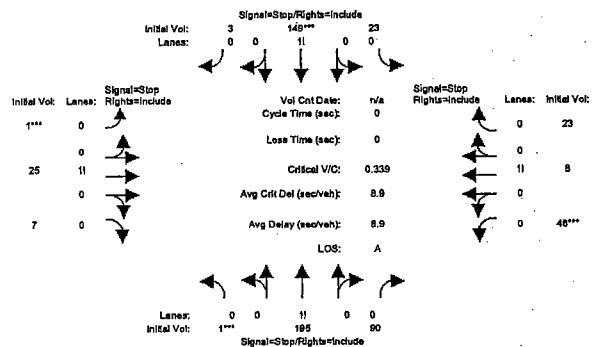 Signal=Stop/Rights=Include
Initial Vol: 3 149*** 23
Lanes: 0 0 1! 0 0
Signal=Stop
Initial Vol: Lanes: Rights=Include
Vol Cnt Date: n/a
Signal=Stop
Rights=Include Lanes: Initial Vol:
Cycle Time (sec): 0
1*** 0
0 23
Loss Time (sec): 0
0
0
25 1!
Critical V/C: 0.339
1! 8
0
Avg Crit Del (sec/veh): 8.9
0
7 0
Avg Delay (sec/veh): 8.9
0 46***
LOS: A
Lanes: 0 0 1! 0 0
Initial Vol: 1*** 195 90
Signal=Stop/Rights=Include